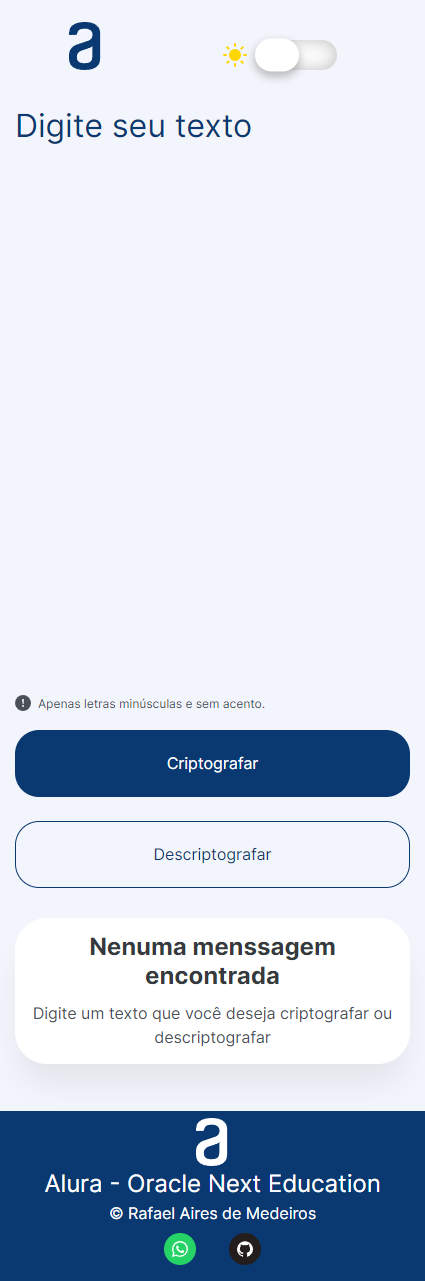 a
Digite seu texto
Apenas letras minúsculas e sem acento.
Criptografar
Descriptografar
Nenuma menssagem
encontrada
Digite um texto que você deseja criptografar ou
descriptografar
a
Alura - Oracle Next Education
© Rafael Aires de Medeiros